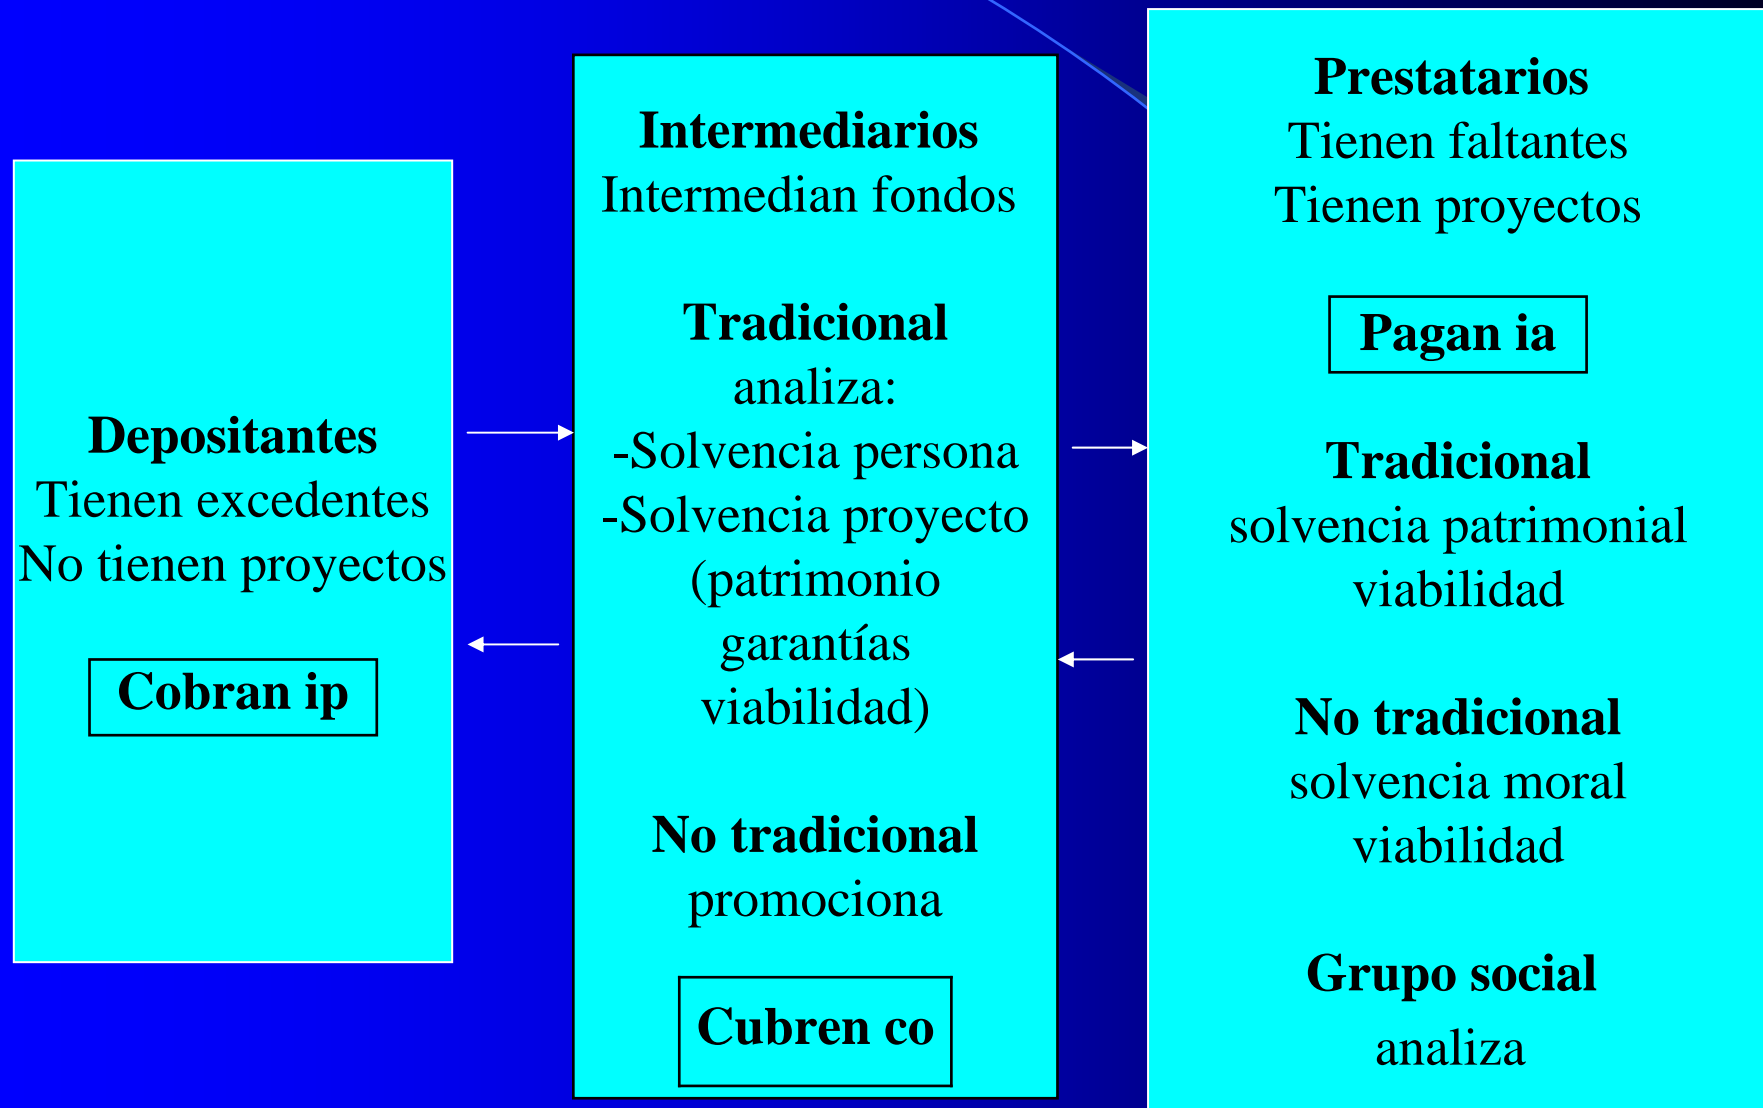 Depositantes
Tienen excedentes
No tienen proyectos
Cobran ip
Intermediarios
Intermedian fondos
Tradicional
analiza:
-Solvencia persona
-Solvencia proyecto
(patrimonio
garantías
viabilidad)
No tradicional
promociona
Cubren co
Prestatarios
Tienen faltantes
Tienen proyectos
Pagan ia
Tradicional
solvencia patrimonial
viabilidad
No tradicional
solvencia moral
viabilidad
Grupo social
analiza